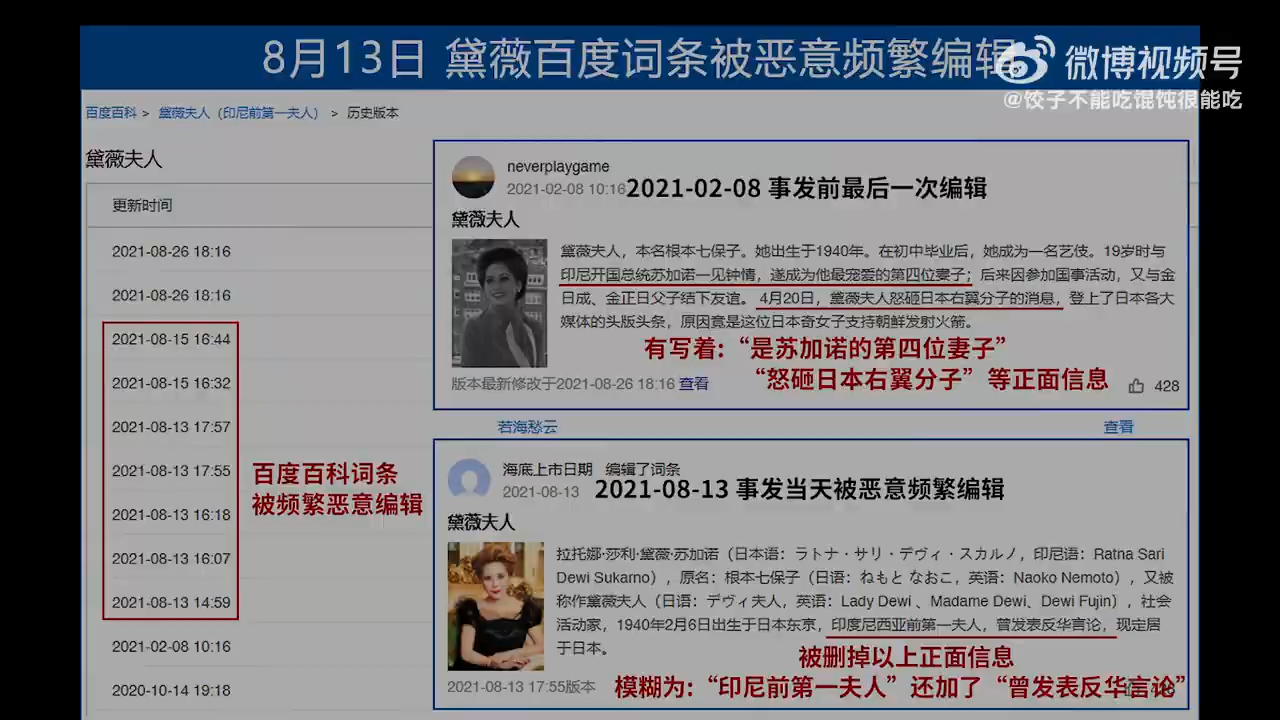 8月13日 黛薇百度词条被恶意频繁编辑
微博视频号
@饺子不能吃馄饨很能吃
百度百科 > 黛薇夫人（印尼前第一夫人） > 历史版本
黛薇夫人
更新时间
2021-08-26 18:16
2021-08-26 18:16
2021-08-15 16:44
2021-08-15 16:32
2021-08-13 17:57
2021-08-13 17:55
2021-08-13 16:18
2021-08-13 16:07
2021-08-13 14:59
2021-02-08 10:16
2020-10-14 19:18
百度百科词条
被频繁恶意编辑
neverplaygame
2021-02-08 10:16
2021-02-08 事发前最后一次编辑
黛薇夫人
黛薇夫人，本名根本七保子。她出生于1940年。在初中毕业后，她成为一名艺伎。19岁时与
印尼开国总统苏加诺一见钟情，遂成为他最宠爱的第四位妻子；后来因参加国事活动，又与金
日成、金正日父子结下友谊。 4月20日，黛薇夫人怒砸日本右翼分子的消息，登上了日本各大
媒体的头版头条，原因竟是这位日本奇女子支持朝鲜发射火箭。
有写着：“是苏加诺的第四位妻子”
“怒砸日本右翼分子”等正面信息
版本最新修改于2021-08-26 18:16 查看
428
若海愁云
查看
海底上市日期 编辑了词条
2021-08-13
2021-08-13 事发当天被恶意频繁编辑
黛薇夫人
拉托娜·莎利·黛薇·苏加诺（日本语：ラトナ・サリ・デヴィ・スカルノ，印尼语：Ratna Sari
Dewi Sukarno），原名：根本七保子（日语：ねもと なおこ，英语：Naoko Nemoto），又被
称作黛薇夫人（日语：デヴィ夫人，英语：Lady Dewi 、Madame Dewi、Dewi Fujin），社会
活动家，1940年2月6日出生于日本东京，印度尼西亚前第一夫人，曾发表反华言论，现定居
于日本。
被删掉以上正面信息
2021-08-13 17:55版本
模糊为：“印尼前第一夫人”还加了“曾发表反华言论”